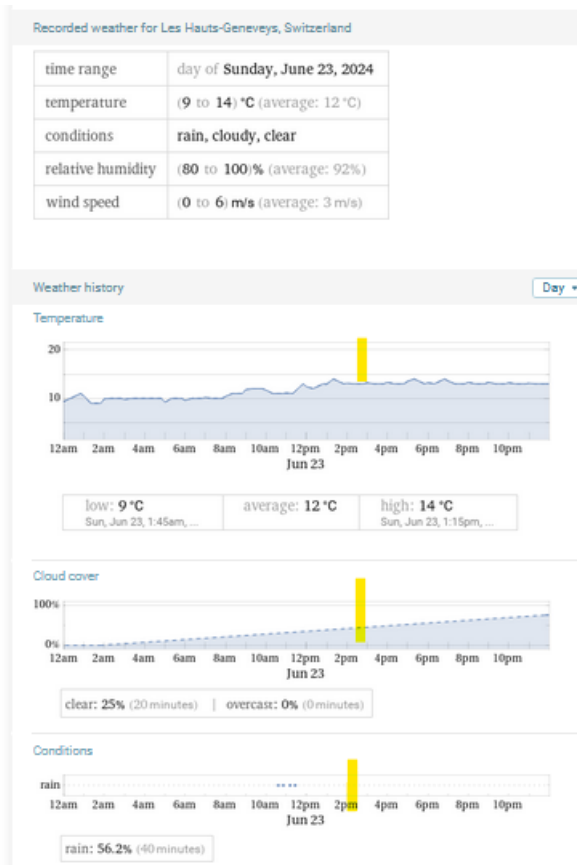 Recorded weather for Les Hauts-Geneveys, Switzerland
time range day of Sunday, June 23, 2024
temperature (9 to 14) °C (average: 12 °C)
conditions rain, cloudy, clear
relative humidity (80 to 100)% (average: 92%)
wind speed (0 to 6) m/s (average: 3 m/s)
Weather history Day
Temperature
20
10
12am 2am 4am 6am 8am 10am 12pm 2pm 4pm 6pm 8pm 10pm
Jun 23
low: 9 °C average: 12 °C high: 14 °C
Sun, Jun 23, 1:45am, ... Sun, Jun 23, 1:15pm, ...
Cloud cover
100%
0%
12am 2am 4am 6am 8am 10am 12pm 2pm 4pm 6pm 8pm 10pm
Jun 23
clear: 25% (20 minutes) | overcast: 0% (0 minutes)
Conditions
rain
12am 2am 4am 6am 8am 10am 12pm 2pm 4pm 6pm 8pm 10pm
Jun 23
rain: 56.2% (40 minutes)